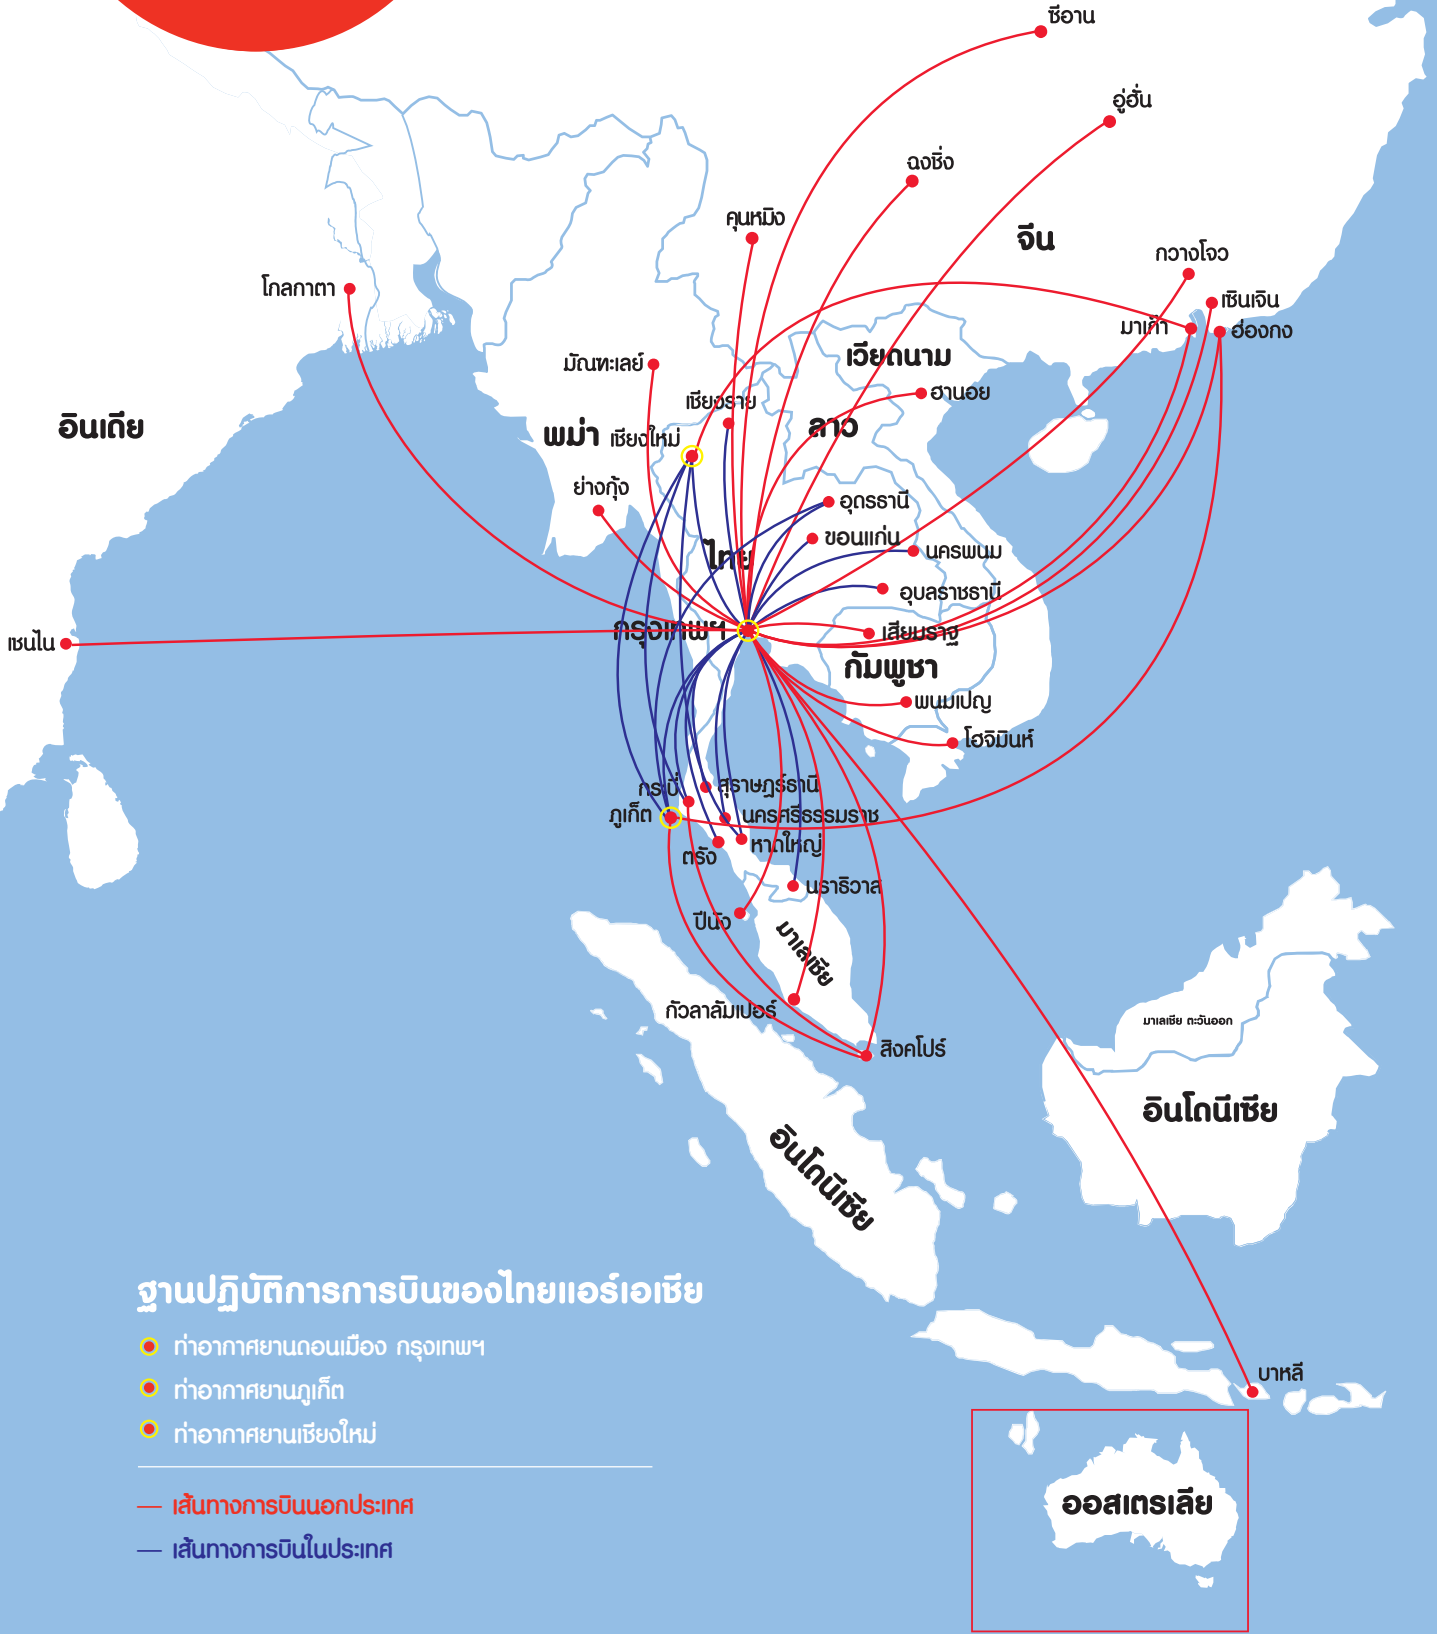 ซีอาน
อู่ฮั่น
ฉงชิ่ง
คุนหมิง
จีน
กวางโจว
โกลกาตา
เซินเจิน
มาเก๊า
ฮ่องกง
เวียดนาม
มัณฑะเลย์
ฮานอย
เชียงราย
อินเดีย
พม่า
เชียงใหม่
ลาว
ย่างกุ้ง
อุดรธานี
ขอนแก่น
นครพนม
ไทย
อุบลราชธานี
กรุงเทพฯ
เสียมราฐ
เชนไน
กัมพูชา
พนมเปญ
โฮจิมินห์
กระบี่
สุราษฎร์ธานี
ภูเก็ต
นครศรีธรรมราช
หาดใหญ่
ตรัง
นราธิวาส
ปีนัง
มาเลเซีย
กัวลาลัมเปอร์
มาเลเซีย ตะวันออก
สิงคโปร์
อินโดนีเซีย
อินโดนีเซีย
ฐานปฏิบัติการการบินของไทยแอร์เอเชีย
ท่าอากาศยานดอนเมือง กรุงเทพฯ
ท่าอากาศยานภูเก็ต
ท่าอากาศยานเชียงใหม่
บาหลี
ออสเตรเลีย
เส้นทางการบินนอกประเทศ
เส้นทางการบินในประเทศ